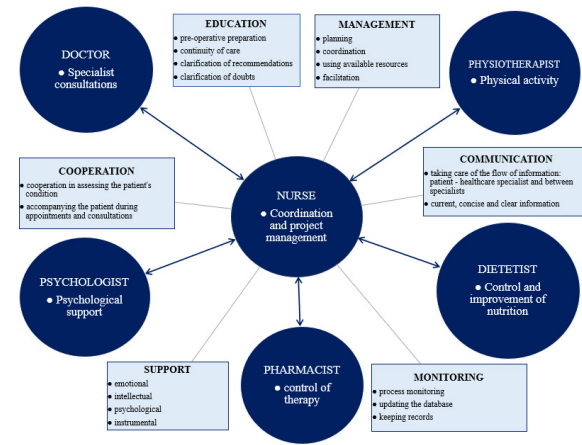 DOCTOR
● Specialist
consultations
EDUCATION
● pre-operative preparation
● continuity of care
● clarification of recommendations
● clarification of doubts
MANAGEMENT
● planning
● coordination
● using available resources
● facilitation
PHYSIOTHERAPIST
● Physical activity
COOPERATION
● cooperation in assessing the patient's
condition
● accompanying the patient during
appointments and consultations
NURSE
● Coordination
and project
management
COMMUNICATION
● taking care of the flow of information:
patient - healthcare specialist and between
specialists
● current, concise and clear information
PSYCHOLOGIST
● Psychological
support
DIETETIST
● Control and
improvement of
nutrition
SUPPORT
● emotional
● intellectual
● psychological
● instrumental
PHARMACIST
● control of
therapy
MONITORING
● process monitoring
● updating the database
● keeping records